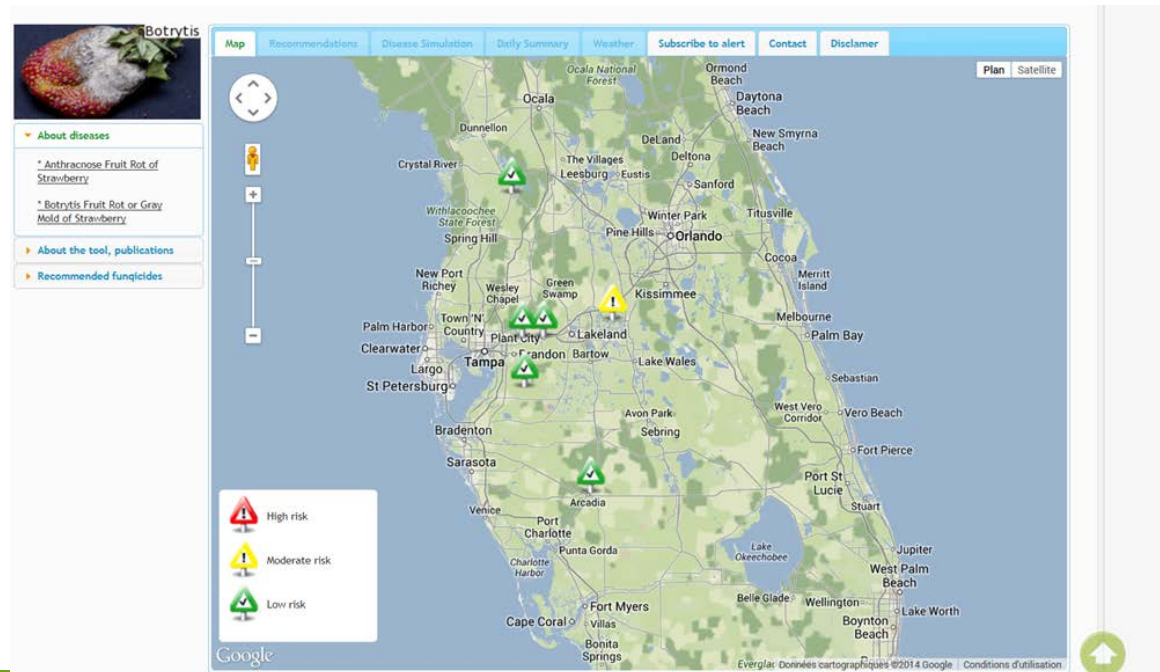 Botrytis
Map
Recommendations
Disease Simulation
Daily Summary
Weather
Subscribe to alert
Contact
Disclamer
About diseases
* Anthracnose Fruit Rot of
Strawberry
* Botrytis Fruit Rot or Gray
Mold of Strawberry
About the tool, publications
Recommended fungicides
Plan
Satellite
Ocala National
Forest
Ormond
Beach
Ocala
Daytona
Beach
Dunnellon
DeLand
New Smyrna
Beach
Crystal River
The Villages
Deltona
Leesburg
Eustis
Sanford
Withlacoochee
State Forest
Winter Park
Titusville
Spring Hill
Pine Hills
Orlando
Cocoa
New Port
Richey
Wesley
Chapel
Green
Swamp
Kissimmee
Merritt
Island
Palm Harbor
Town 'N'
Country
Plant City
Lakeland
Melbourne
Palm Bay
Clearwater
Tampa
Brandon
Bartow
Lake Wales
Largo
St Petersburg
Sebastian
Avon Park
West Vero
Corridor
Vero Beach
Bradenton
Sebring
Fort Pierce
Sarasota
Port St
Lucie
Arcadia
Stuart
Venice
Port
Charlotte
Punta Gorda
Charlotte
Harbor
Lake
Okeechobee
Jupiter
West Palm
Beach
Belle Glade
Wellington
Lake Worth
Fort Myers
Cape Coral
Villas
Boynton
Beach
Bonita
Springs
High risk
Moderate risk
Low risk
Google
Données cartographiques ©2014 Google
Conditions d'utilisation